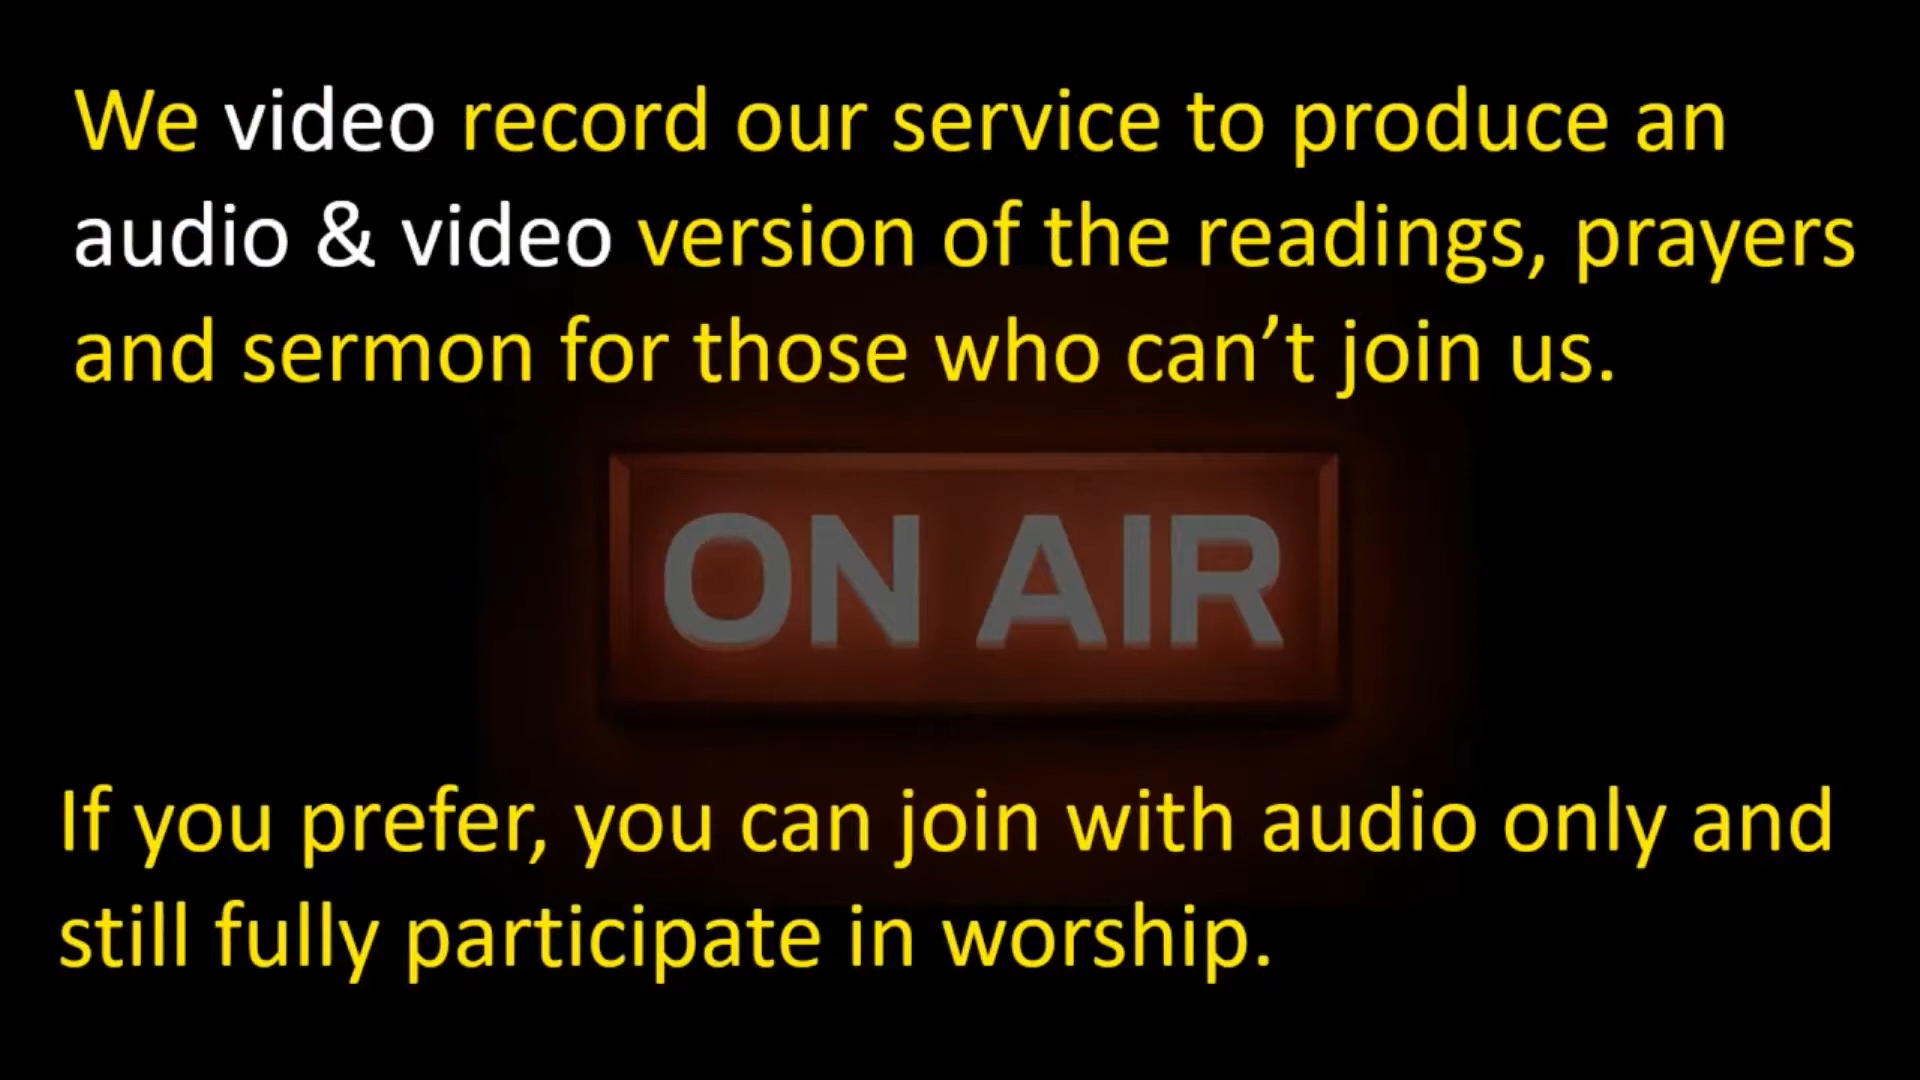 We video record our service to produce an
audio & video version of the readings, prayers
and sermon for those who can’t join us.
ON AIR
If you prefer, you can join with audio only and
still fully participate in worship.